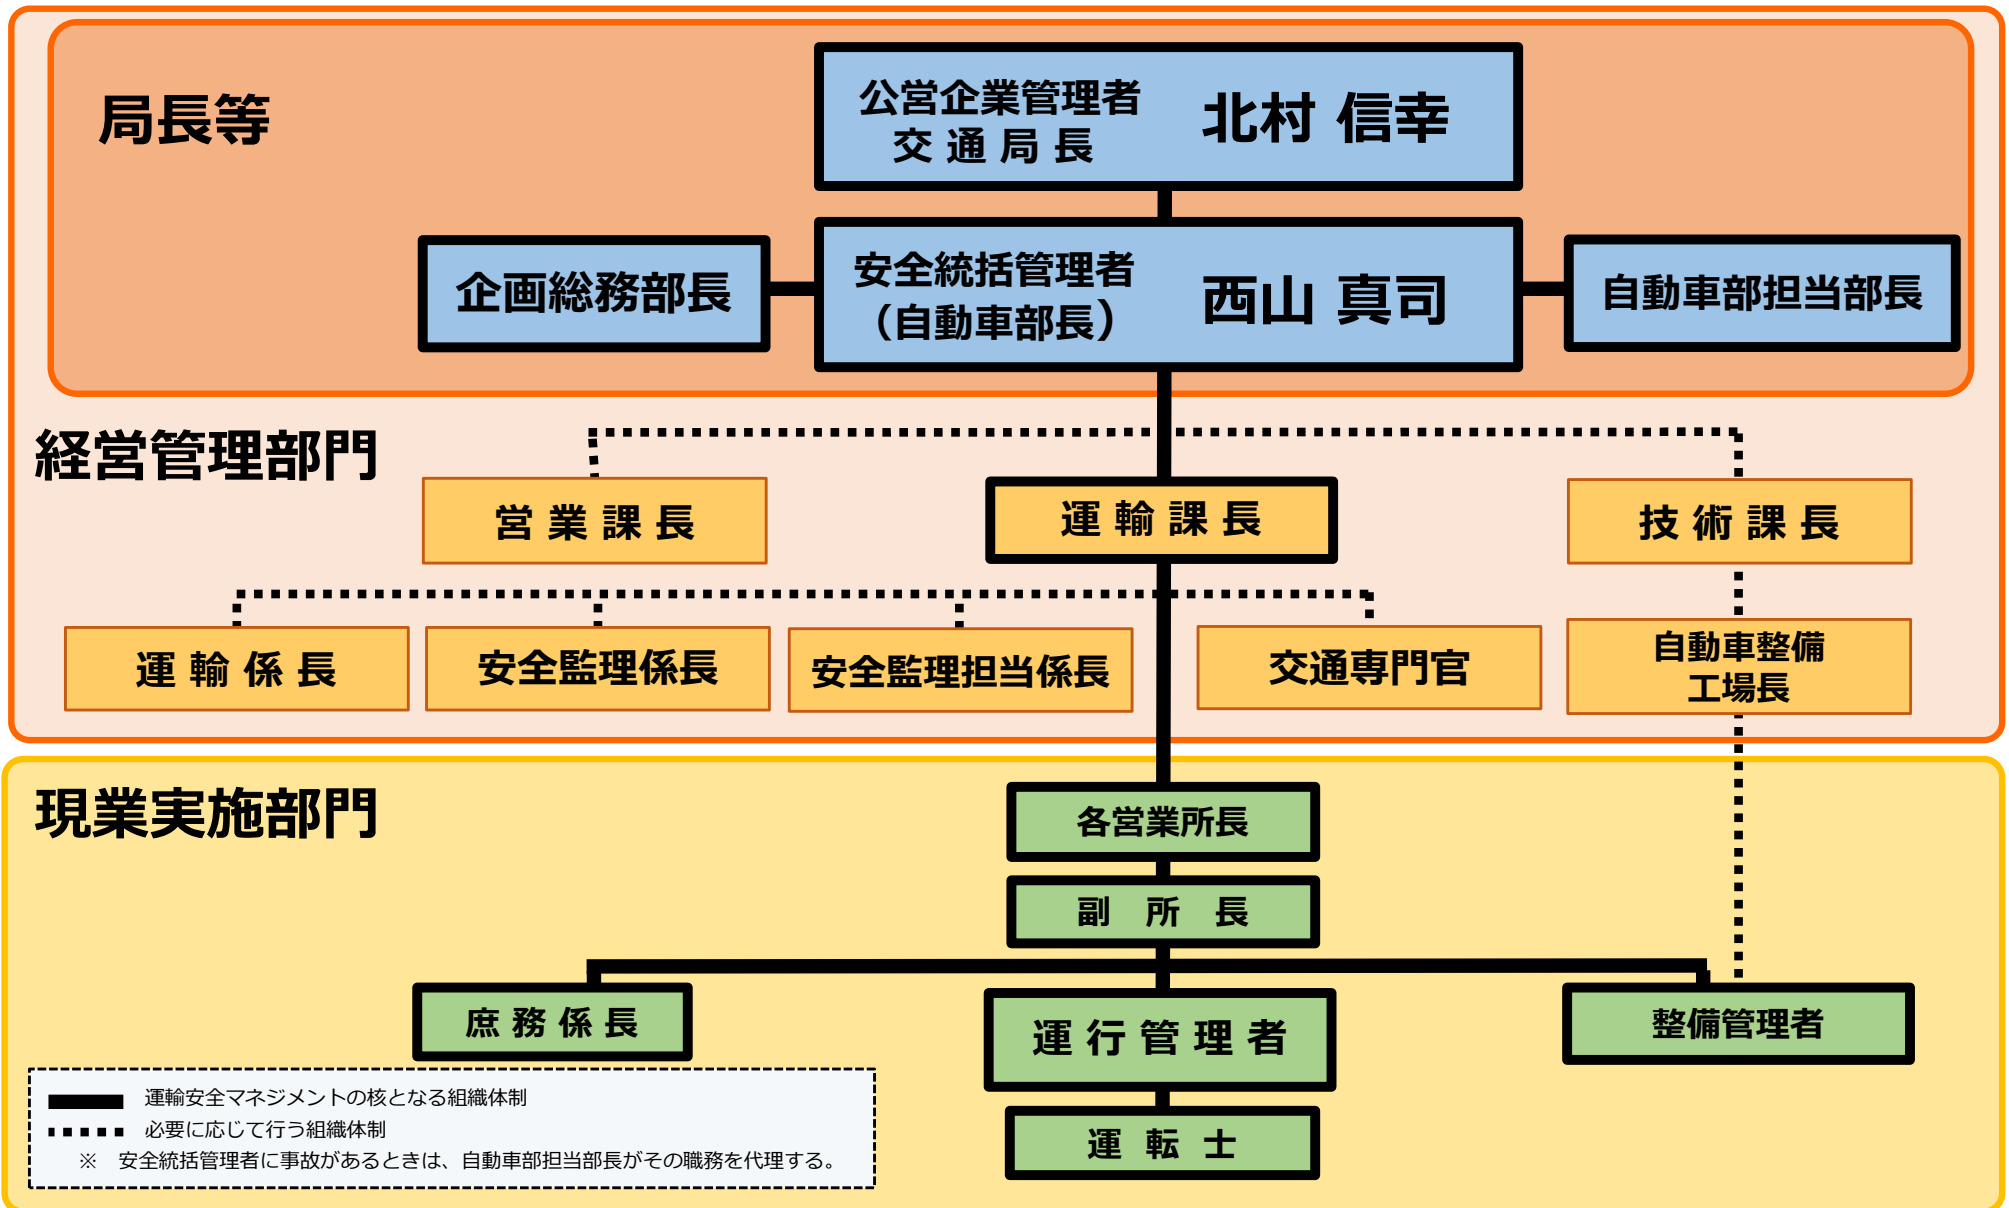 局長等
公営企業管理者
交通局長
北村 信幸
企画総務部長
安全統括管理者
（自動車部長）
西山 真司
自動車部担当部長
経営管理部門
営業課長
運輸課長
技術課長
運輸係長
安全監理係長
安全監理担当係長
交通専門官
自動車整備
工場長
現業実施部門
各営業所長
副 所 長
庶務係長
運行管理者
整備管理者
運転士
運輸安全マネジメントの核となる組織体制
必要に応じて行う組織体制
※ 安全統括管理者に事故があるときは、自動車部担当部長がその職務を代理する。